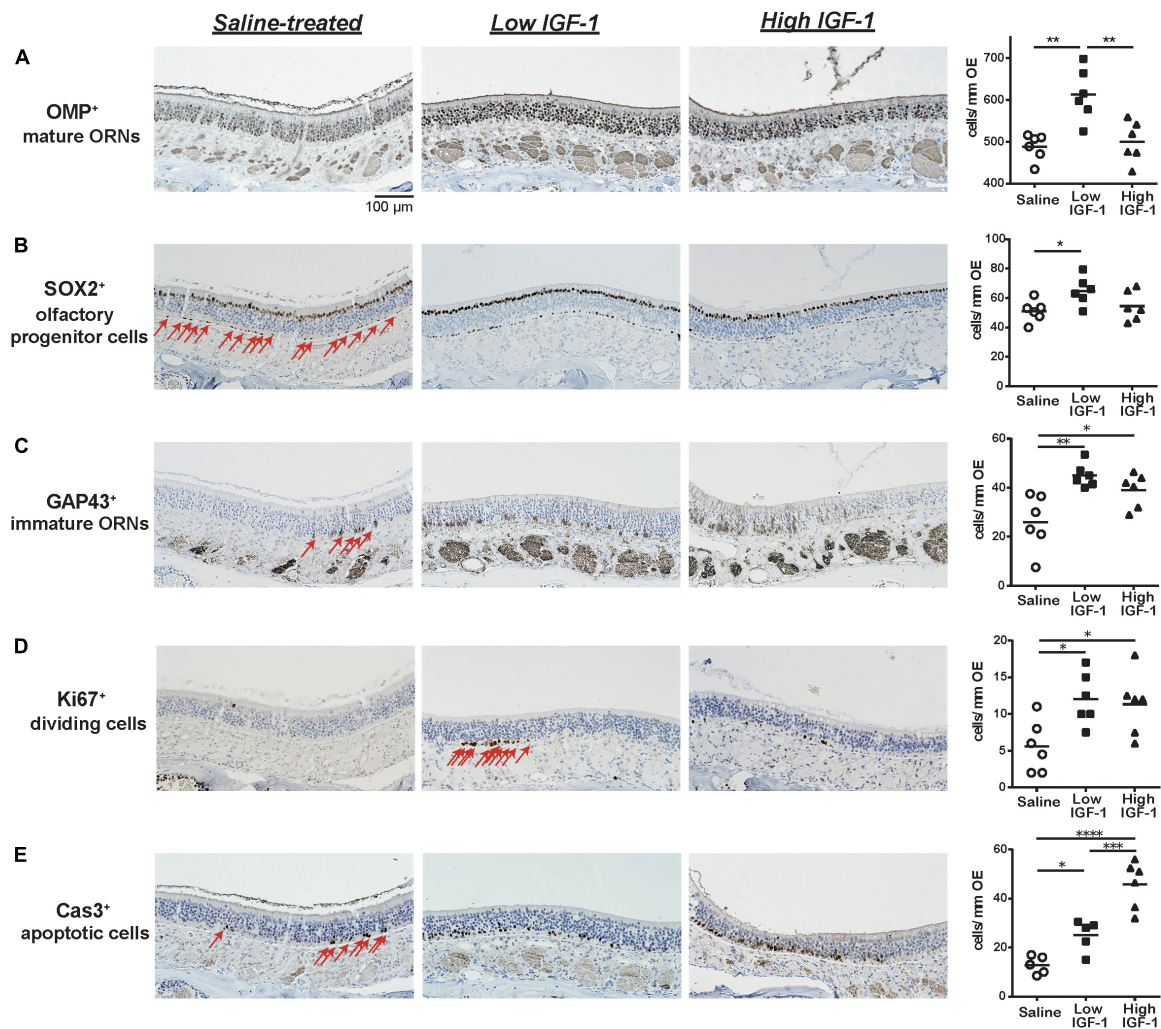 Saline-treated
Low IGF-1
High IGF-1
A
OMP+
mature ORNs
100 µm
cells/ mm OE
700
600
500
400
** **
Saline
Low
IGF-1
High
IGF-1
B
SOX2+
olfactory
progenitor cells
cells/ mm OE
100
80
60
40
20
0
*
Saline
Low
IGF-1
High
IGF-1
C
GAP43+
immature ORNs
cells/ mm OE
60
40
20
0
*
**
Saline
Low
IGF-1
High
IGF-1
D
Ki67+
dividing cells
cells/ mm OE
20
15
10
5
0
*
*
Saline
Low
IGF-1
High
IGF-1
E
Cas3+
apoptotic cells
cells/ mm OE
60
40
20
0
****
***
*
Saline
Low
IGF-1
High
IGF-1